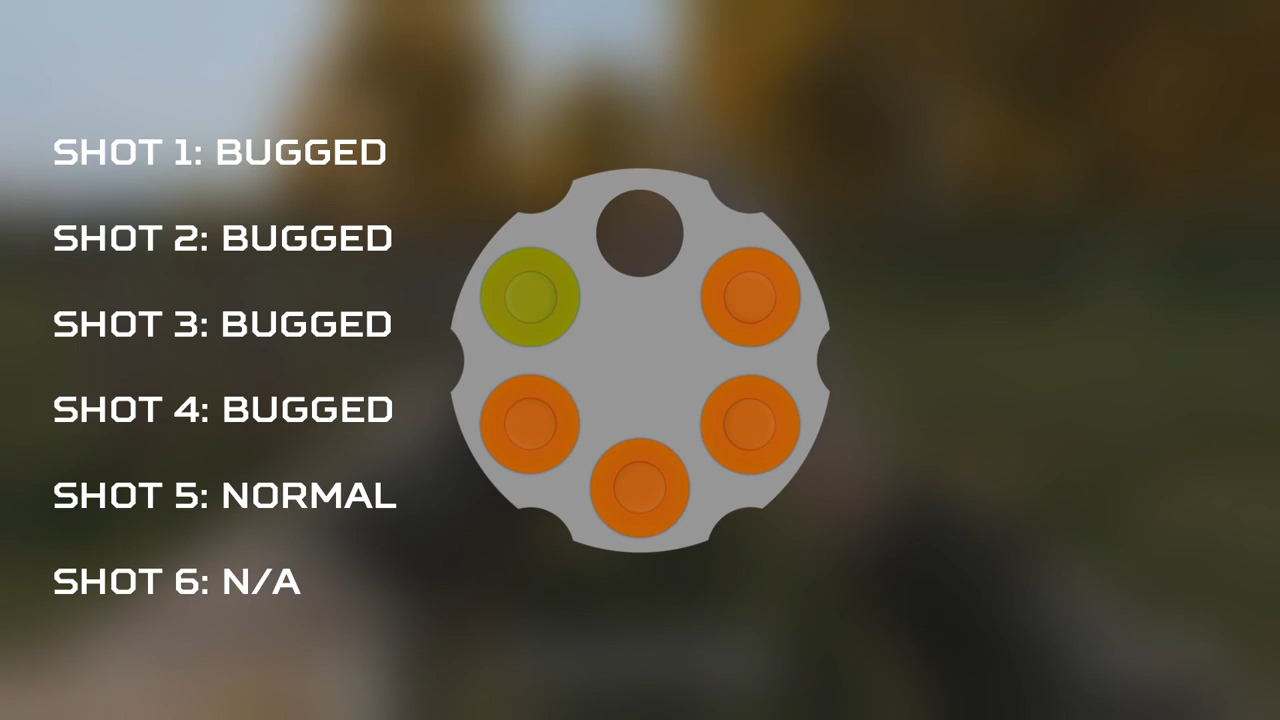 SHOT 1: BUGGED
SHOT 2: BUGGED
SHOT 3: BUGGED
SHOT 4: BUGGED
SHOT 5: NORMAL
SHOT 6: N/A